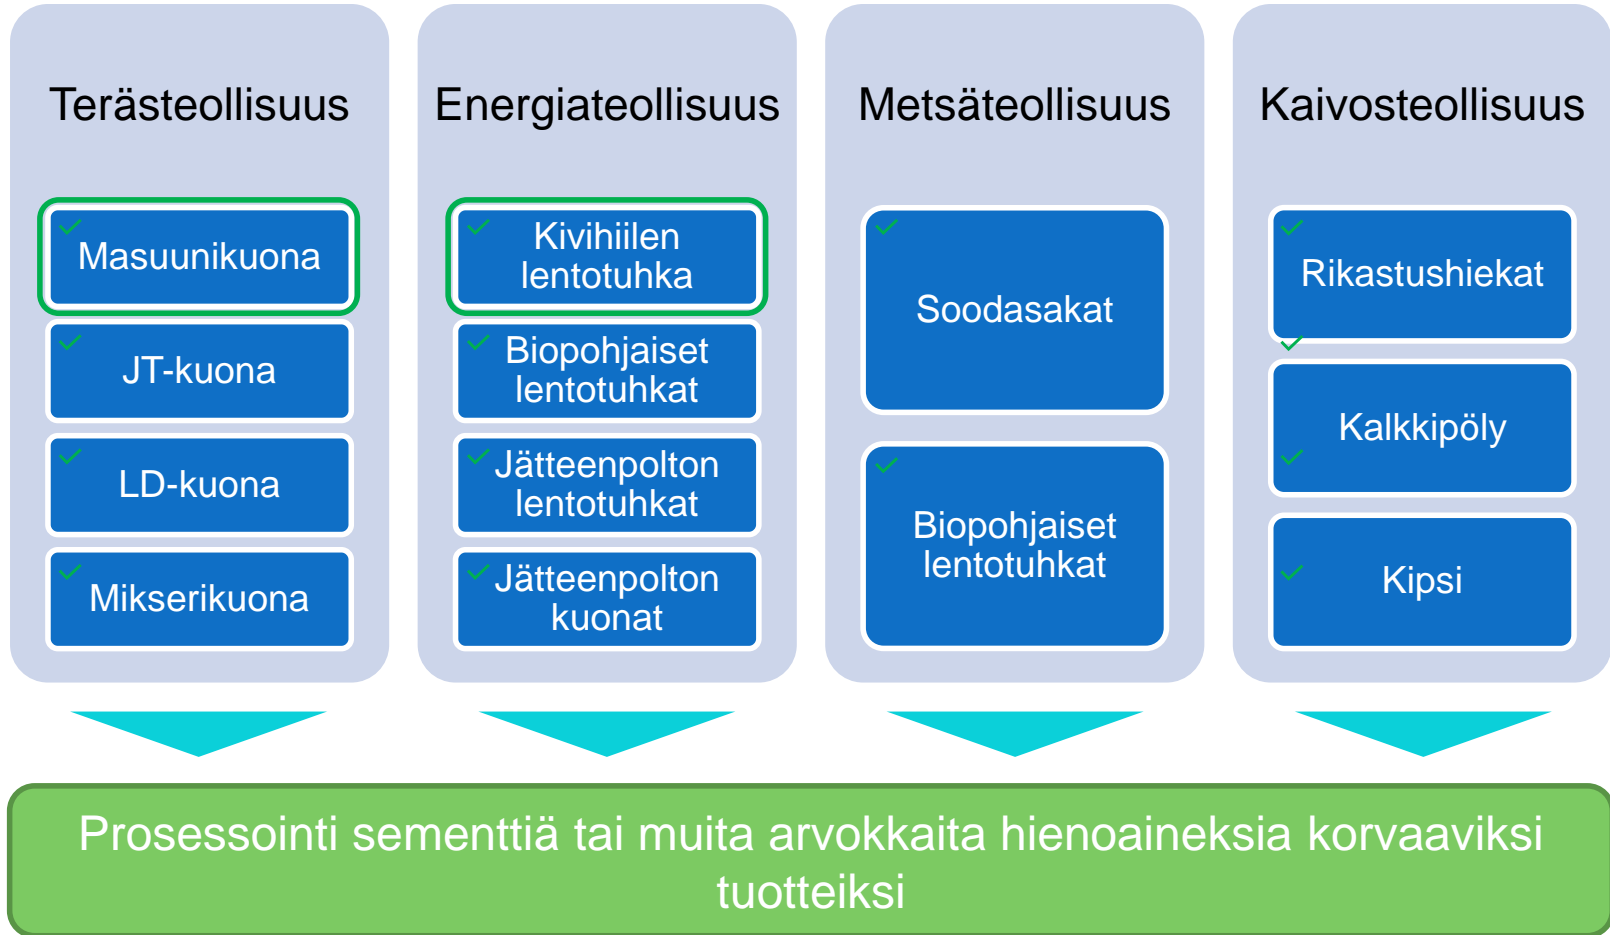 Terästeollisuus
Masuunikuona
JT-kuona
LD-kuona
Mikserikuona
Energiateollisuus
Kivihiilen
lentotuhka
Biopohjaiset
lentotuhkat
Jätteenpolton
lentotuhkat
Jätteenpolton
kuonat
Metsäteollisuus
Soodasakat
Biopohjaiset
lentotuhkat
Kaivosteollisuus
Rikastushiekat
Kalkkipöly
Kipsi
Prosessointi sementtiä tai muita arvokkaita hienoaineksia korvaaviksi
tuotteiksi